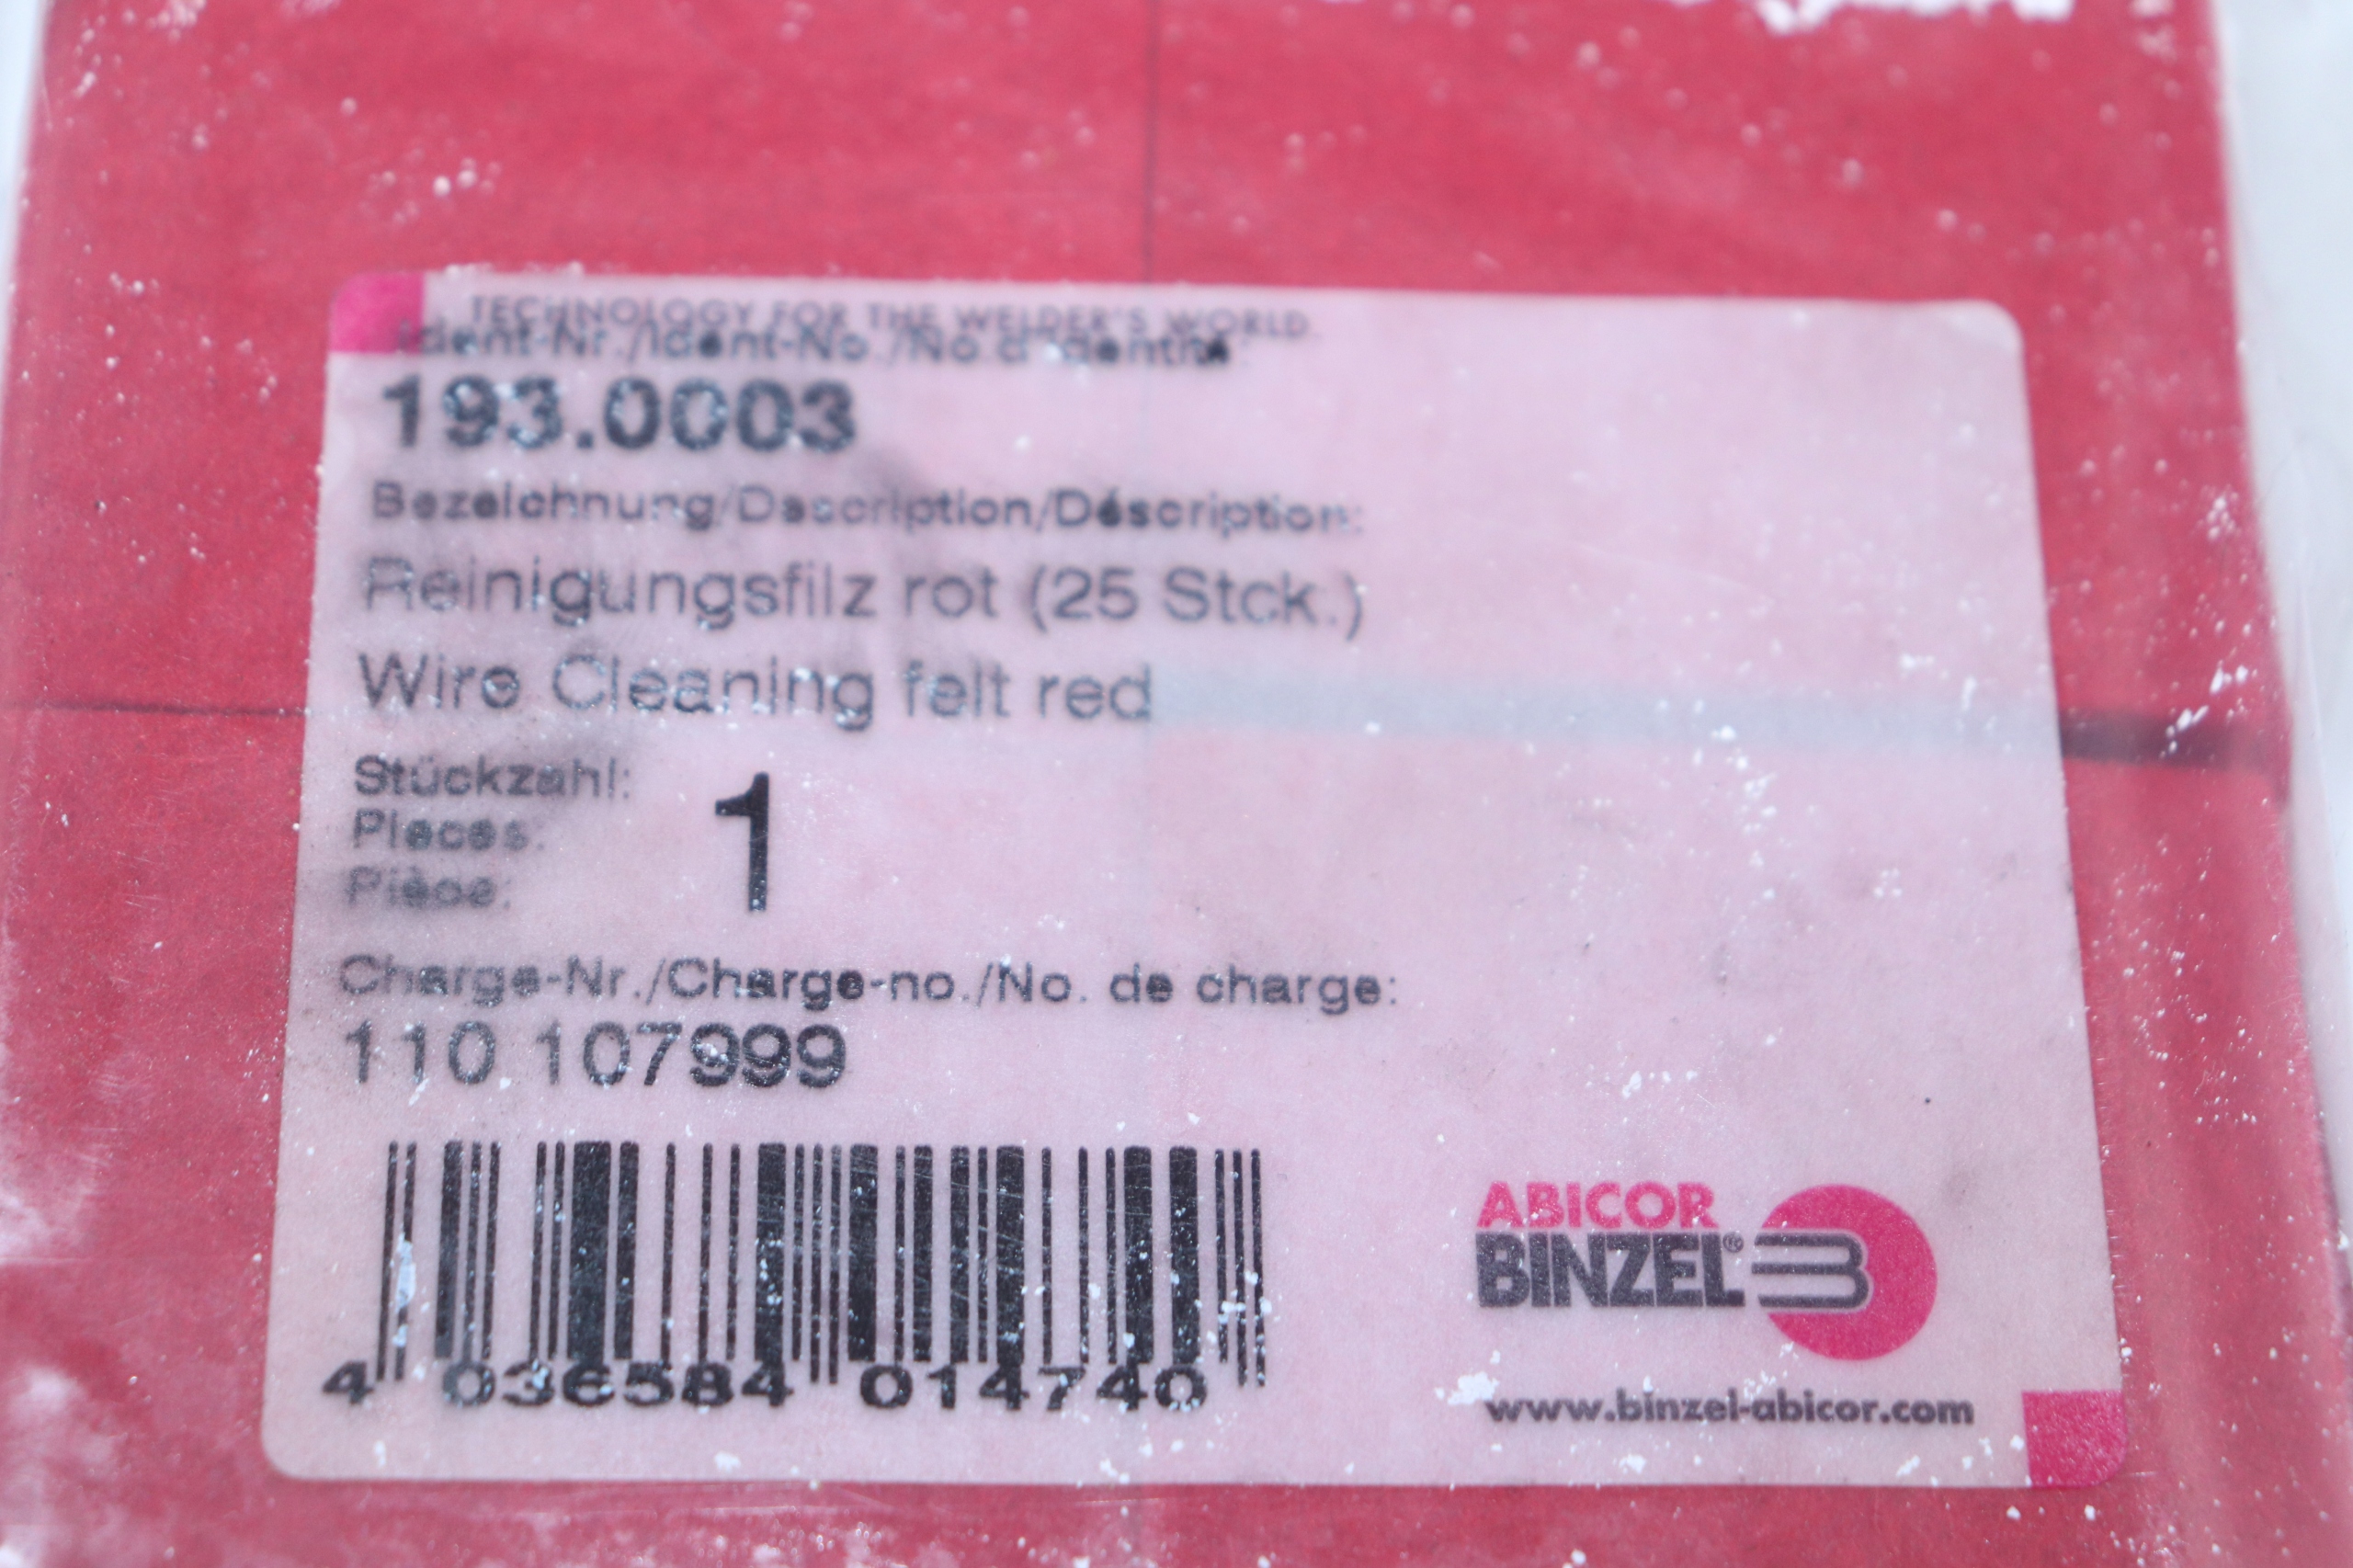 TECHNOLOGY FOR THE WELDER'S WORLD.
Ident-Nr./Ident-No./No.d'identité:
193.0003
Bezeichnung/Description/Déscription:
Reinigungsfilz rot (25 Stck.)
Wire Cleaning felt red
Stückzahl:
Pieces:
Pièce:
1
Charge-Nr./Charge-no./No. de charge:
110.107999
4 036584 014740
ABICOR
BINZEL®
www.binzel-abicor.com